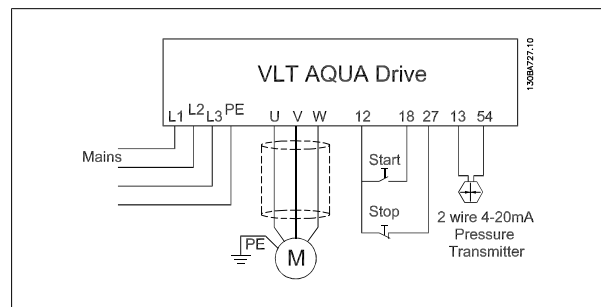 VLT AQUA Drive
130BA727.10
L1 L2 L3 PE U V W 12 18 27 13 54
Mains
Start
Stop
PE
M
2 wire 4-20mA
Pressure
Transmitter